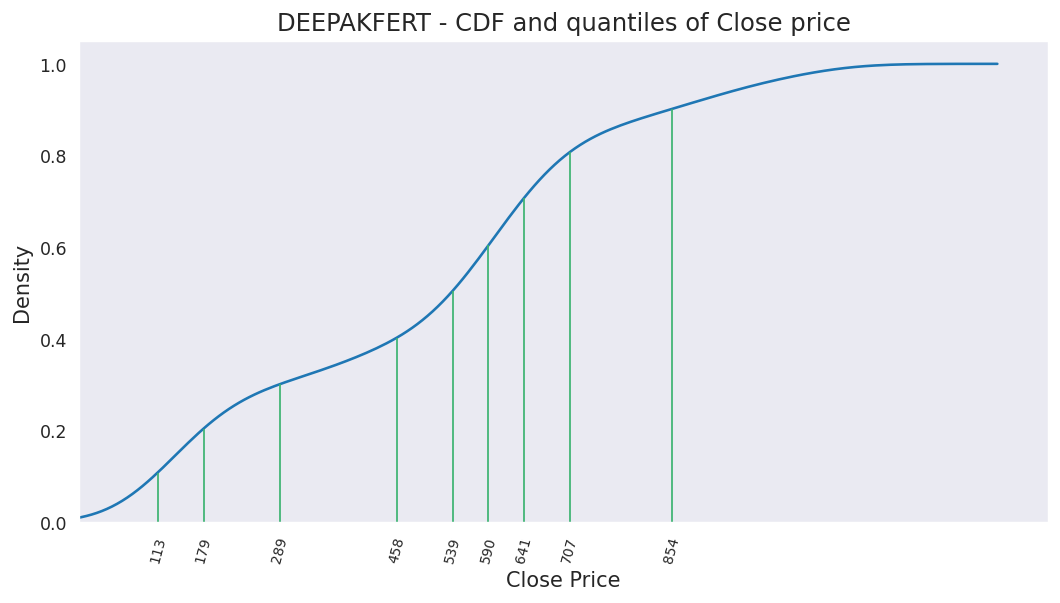 DEEPAKFERT - CDF and quantiles of Close price
1.0
0.8
0.6
0.4
0.2
0.0
Density
113 179 289 458 539 590 641 707 854
Close Price